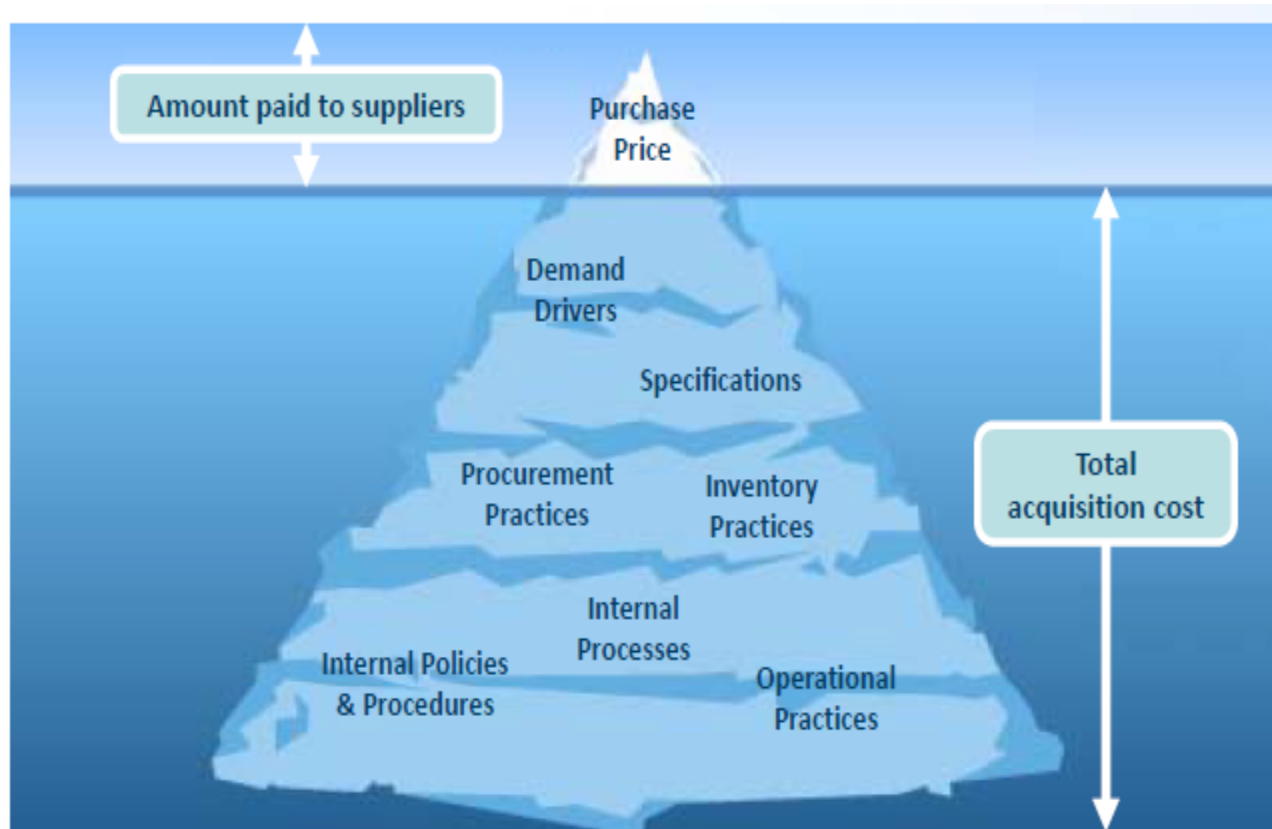 Amount paid to suppliers
Purchase
Price
Demand
Drivers
Specifications
Procurement
Practices
Inventory
Practices
Total
acquisition cost
Internal
Processes
Internal Policies
& Procedures
Operational
Practices